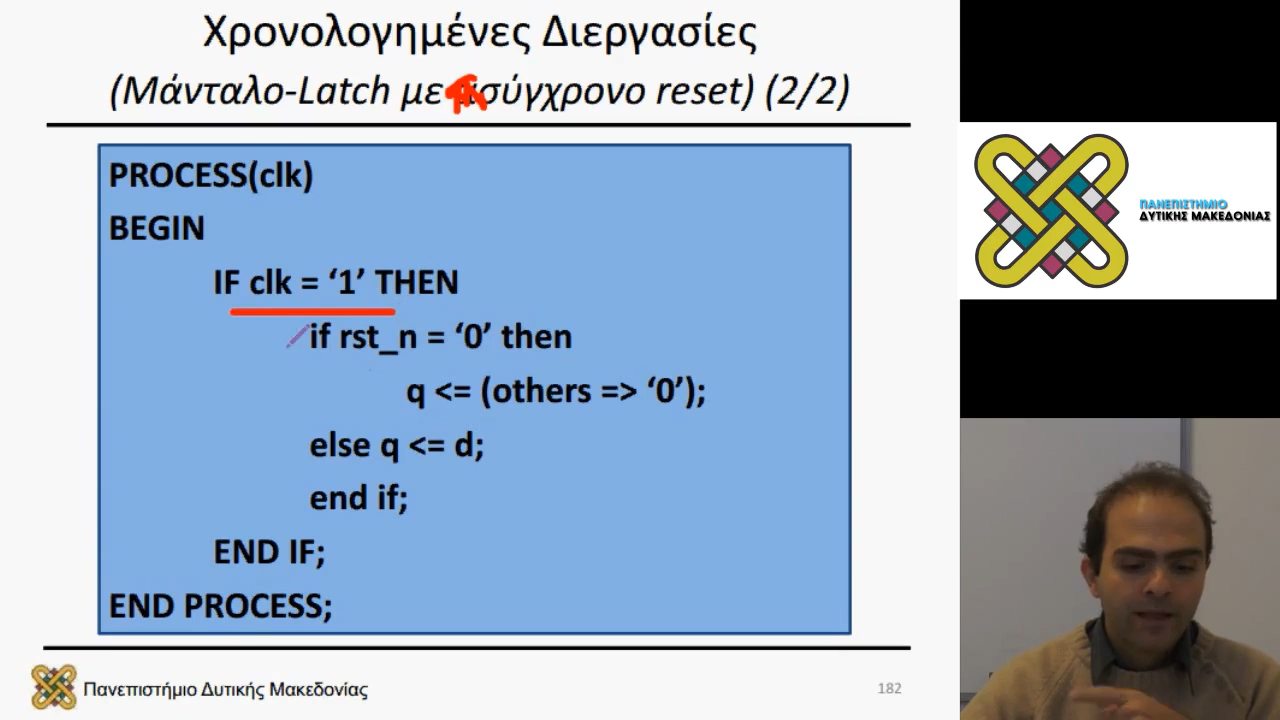 Χρονολογημένες Διεργασίες
(Μάνταλο-Latch με ασύγχρονο reset) (2/2)
PROCESS(clk)
BEGIN
IF clk = ‘1’ THEN
if rst_n = ‘0’ then
q <= (others => ‘0’);
else q <= d;
end if;
END IF;
END PROCESS;
Πανεπιστήμιο Δυτικής Μακεδονίας
182
ΠΑΝΕΠΙΣΤΗΜΙΟ
ΔΥΤΙΚΗΣ ΜΑΚΕΔΟΝΙΑΣ